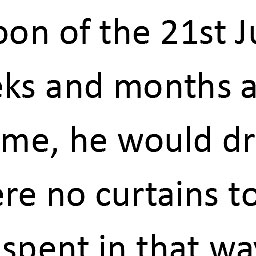 oon of the 21st Ju
eks and months a
me, he would dr
ere no curtains to
spent in that way